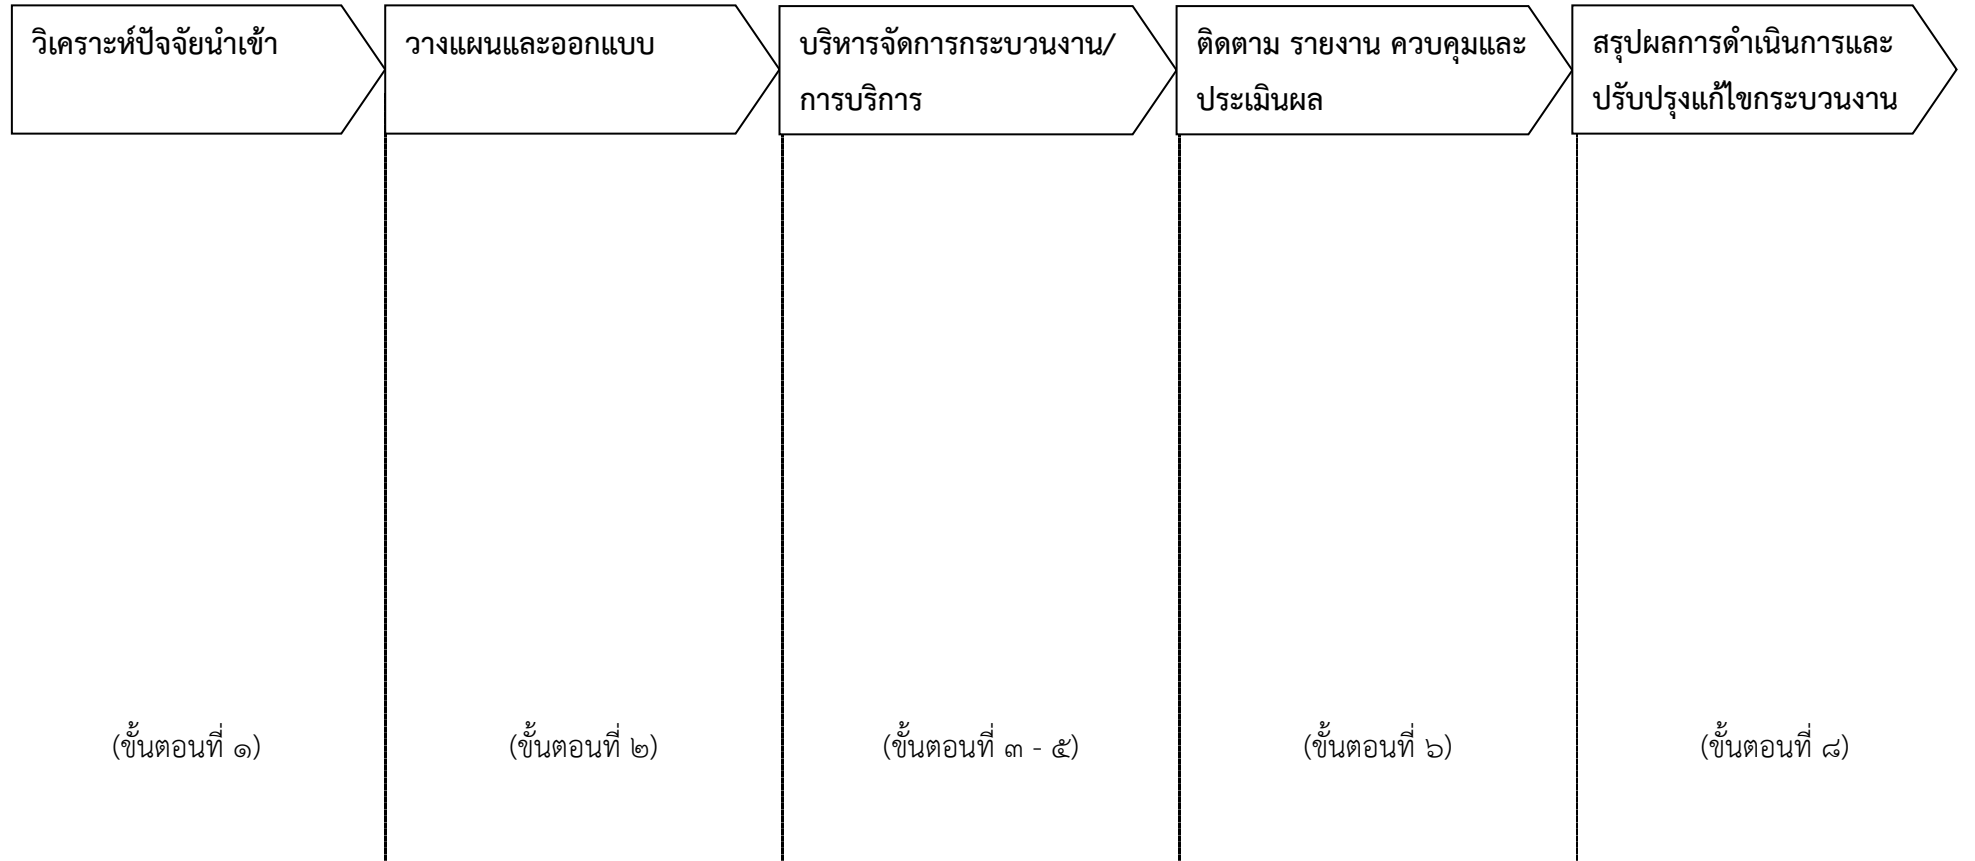 วิเคราะห์ปัจจัยนำเข้า
วางแผนและออกแบบ
บริหารจัดการกระบวนงาน/
การบริการ
ติดตาม รายงาน ควบคุมและ
ประเมินผล
สรุปผลการดำเนินการและ
ปรับปรุงแก้ไขกระบวนงาน
(ขั้นตอนที่ ๑)
(ขั้นตอนที่ ๒)
(ขั้นตอนที่ ๓ - ๕)
(ขั้นตอนที่ ๖)
(ขั้นตอนที่ ๘)